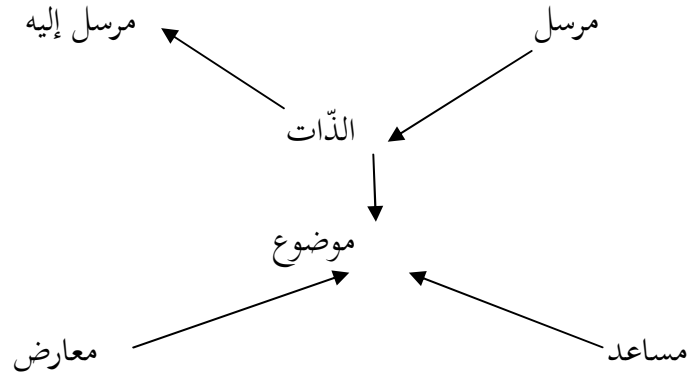 مرسل
مرسل إليه
الذّات
موضوع
مساعد
معارض